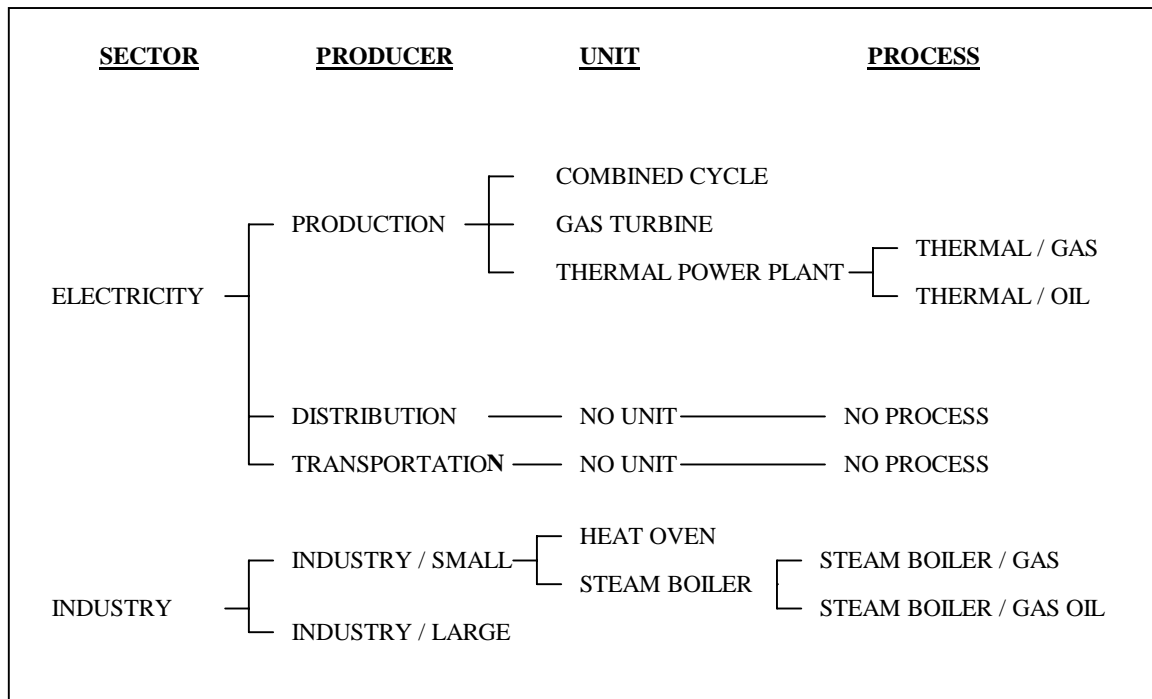 SECTOR PRODUCER UNIT PROCESS
COMBINED CYCLE
PRODUCTION GAS TURBINE
THERMAL / GAS
THERMAL POWER PLANT
ELECTRICITY THERMAL / OIL
DISTRIBUTION NO UNIT NO PROCESS
TRANSPORTATION NO UNIT NO PROCESS
HEAT OVEN
INDUSTRY / SMALL STEAM BOILER / GAS
STEAM BOILER
INDUSTRY STEAM BOILER / GAS OIL
INDUSTRY / LARGE